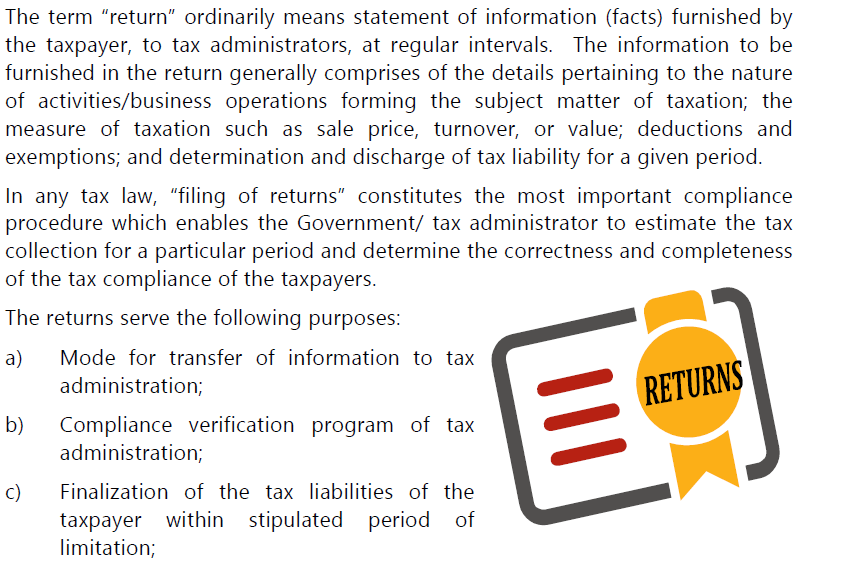 The term “return” ordinarily means statement of information (facts) furnished by
the taxpayer, to tax administrators, at regular intervals.  The information to be
furnished in the return generally comprises of the details pertaining to the nature
of activities/business operations forming the subject matter of taxation; the
measure of taxation such as sale price, turnover, or value; deductions and
exemptions; and determination and discharge of tax liability for a given period.
In any tax law, “filing of returns” constitutes the most important compliance
procedure which enables the Government/ tax administrator to estimate the tax
collection for a particular period and determine the correctness and completeness
of the tax compliance of the taxpayers.
The returns serve the following purposes:
a) Mode for transfer of information to tax
administration;
b) Compliance verification program of tax
administration;
c) Finalization of the tax liabilities of the
taxpayer within stipulated period of
limitation;
RETURNS